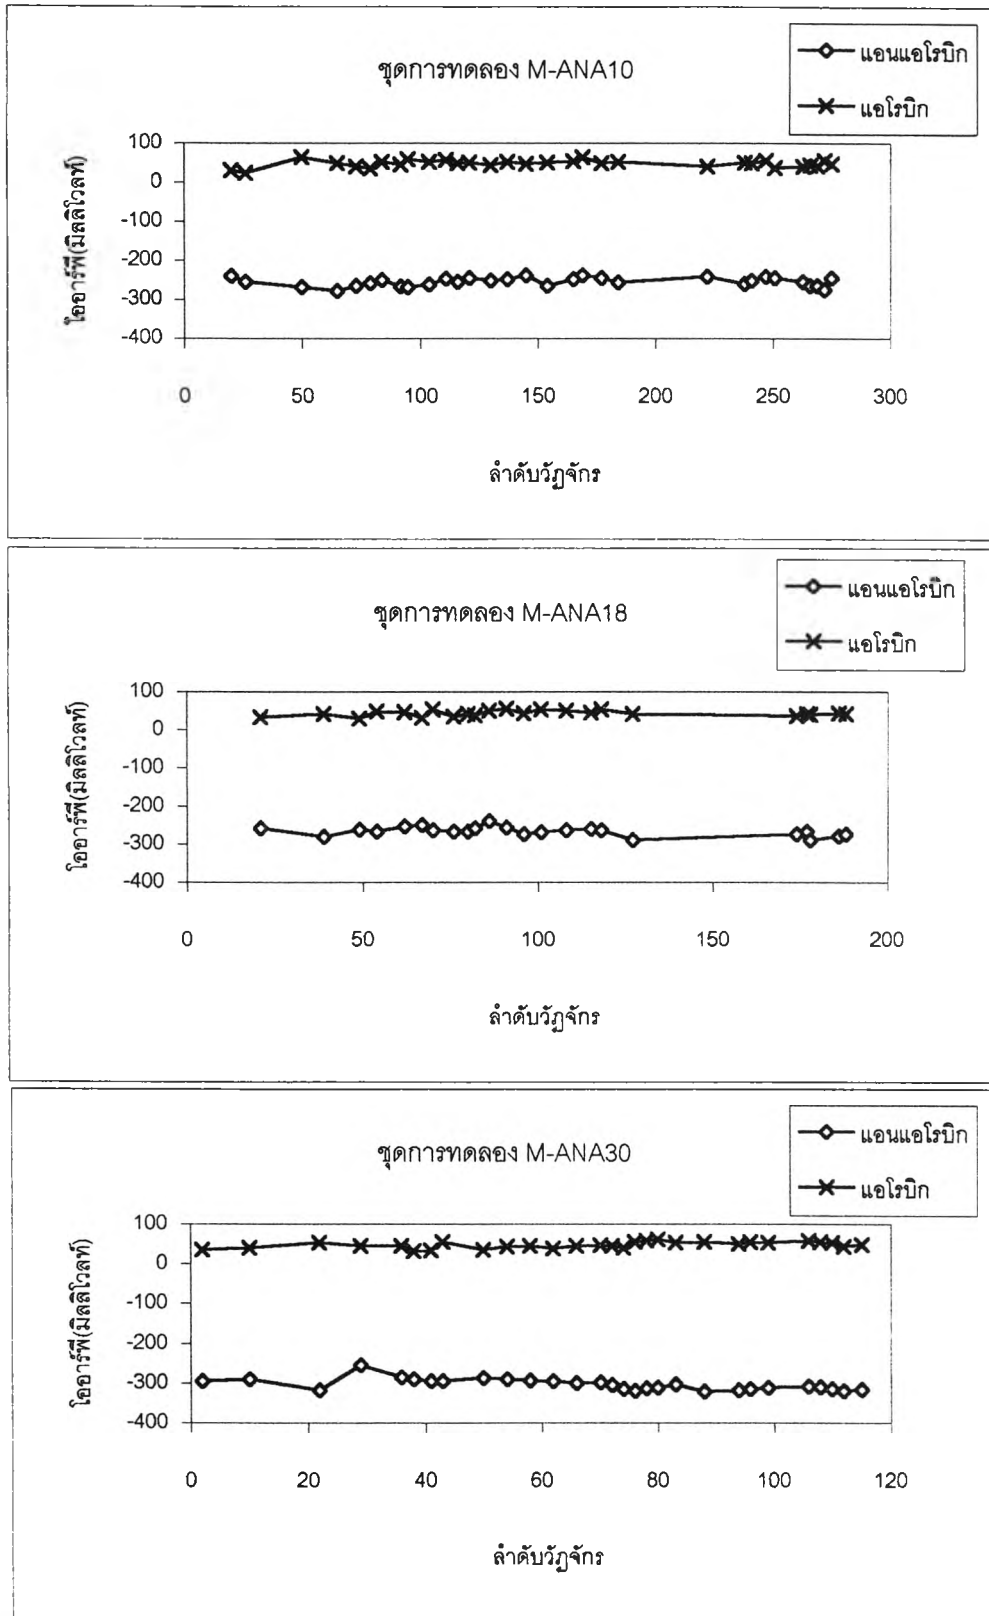 ชุดการทดลอง M-ANA10
แอนแอโรบิก
แอโรบิก
โออาร์พี(มิลลิโวลท์)
100
0
-100
-200
-300
-400
0 50 100 150 200 250 300
ลำดับวัฏจักร
ชุดการทดลอง M-ANA18
แอนแอโรบิก
แอโรบิก
โออาร์พี(มิลลิโวลท์)
100
0
-100
-200
-300
-400
0 50 100 150 200
ลำดับวัฏจักร
ชุดการทดลอง M-ANA30
แอนแอโรบิก
แอโรบิก
โออาร์พี(มิลลิโวลท์)
100
0
-100
-200
-300
-400
0 20 40 60 80 100 120
ลำดับวัฏจักร